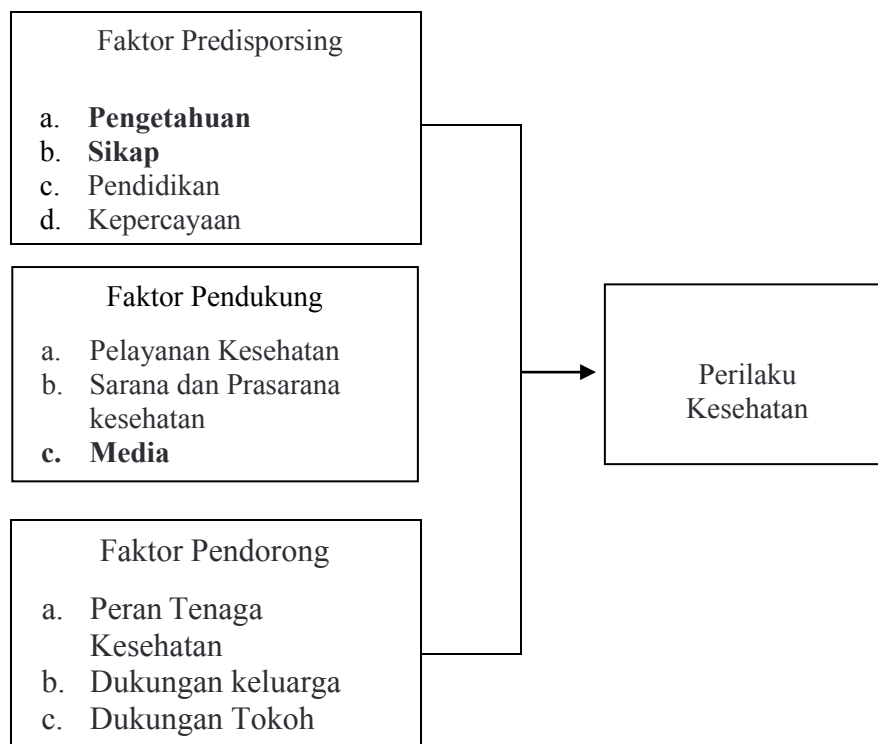 Faktor Predisporsing
a. Pengetahuan
b. Sikap
c. Pendidikan
d. Kepercayaan
Faktor Pendukung
a. Pelayanan Kesehatan
b. Sarana dan Prasarana
kesehatan
c. Media
Faktor Pendorong
a. Peran Tenaga
Kesehatan
b. Dukungan keluarga
c. Dukungan Tokoh
Perilaku
Kesehatan